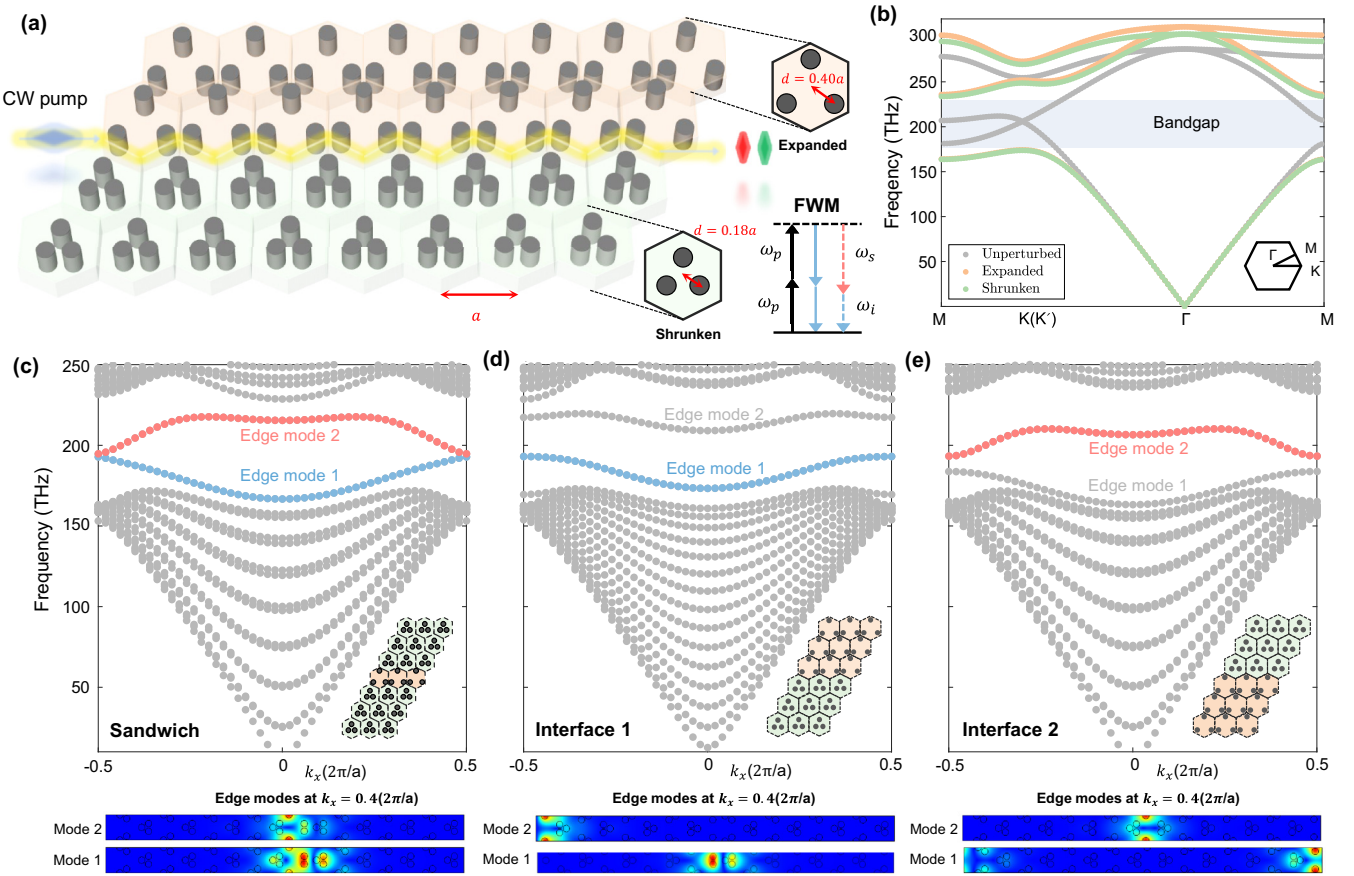 (a)
CW pump
d = 0.40a
Expanded
d = 0.18a
Shrunken
a
FWM
ω_p
ω_s
ω_p
ω_i
(b)
Freqency (THz)
300
250
200
150
100
50
Bandgap
Unperturbed
Expanded
Shrunken
Γ
M
K
M
K(K´)
Γ
M
(c)
Frequency (THz)
250
200
150
100
50
Edge mode 2
Edge mode 1
Sandwich
-0.5
0
0.5
k_x(2π/a)
Edge modes at k_x = 0.4(2π/a)
Mode 2
Mode 1
(d)
Edge mode 2
Edge mode 1
Interface 1
-0.5
0
0.5
k_x(2π/a)
Edge modes at k_x = 0.4(2π/a)
Mode 2
Mode 1
(e)
Edge mode 2
Edge mode 1
Interface 2
-0.5
0
0.5
k_x(2π/a)
Edge modes at k_x = 0.4(2π/a)
Mode 2
Mode 1